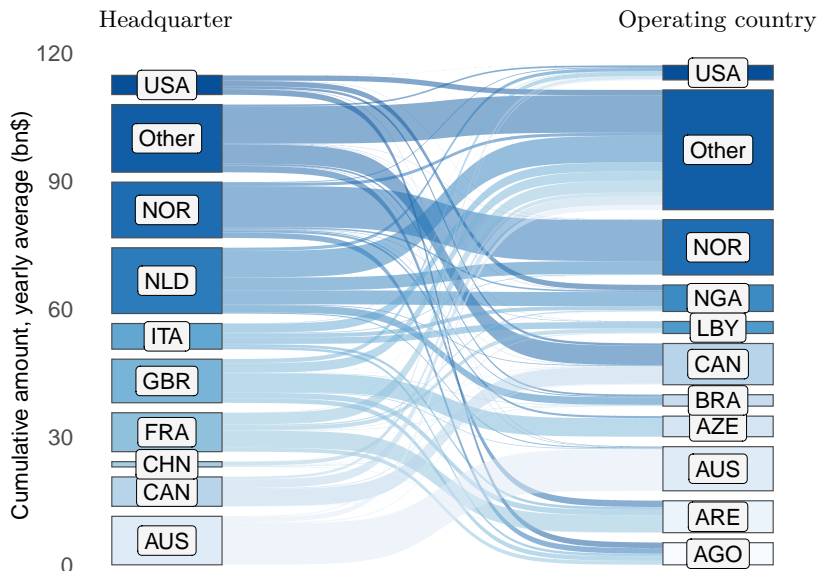 Headquarter
Operating country
Cumulative amount, yearly average (bn$)
120
90
60
30
0
USA
Other
NOR
NLD
ITA
GBR
FRA
CHN
CAN
AUS
USA
Other
NOR
NGA
LBY
CAN
BRA
AZE
AUS
ARE
AGO